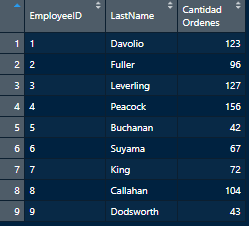 EmployeeID LastName Cantidad Ordenes
1 1 Davolio 123
2 2 Fuller 96
3 3 Leverling 127
4 4 Peacock 156
5 5 Buchanan 42
6 6 Suyama 67
7 7 King 72
8 8 Callahan 104
9 9 Dodsworth 43